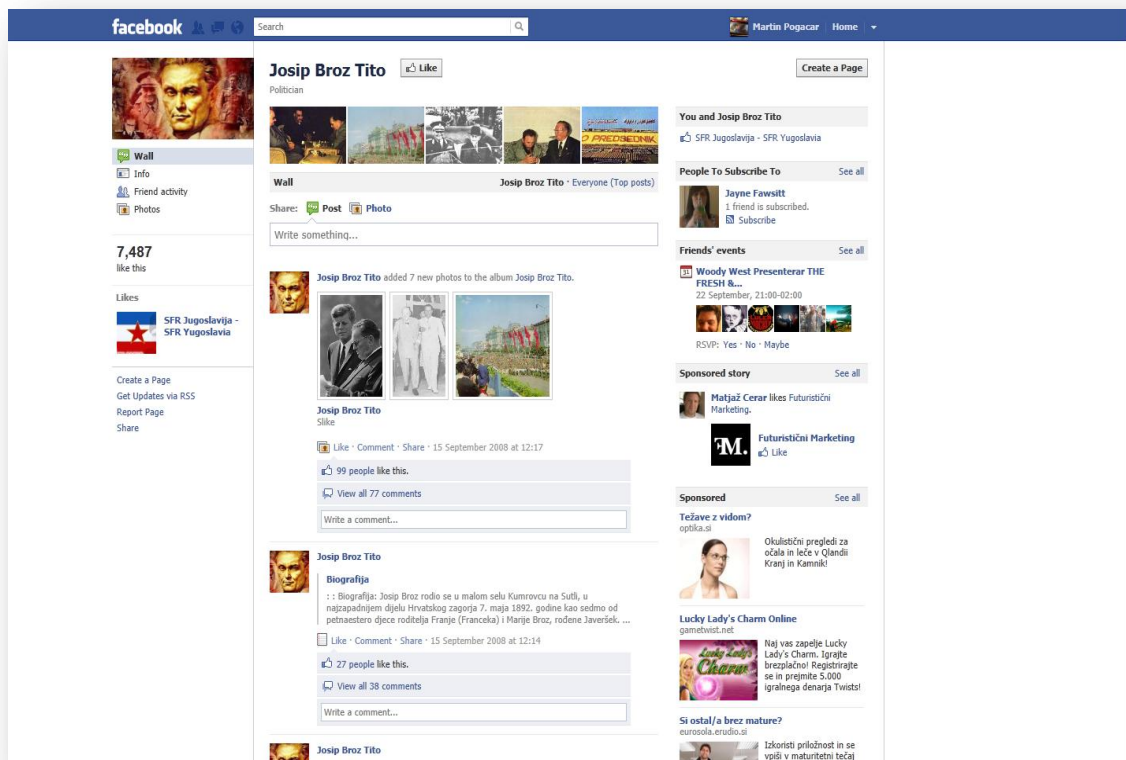 facebook
Search
Martin Pogacar
Home
Josip Broz Tito
Like
Politician
Create a Page
Wall
Info
Friend activity
Photos
7,487
like this
Likes
SFR Jugoslavija -
SFR Yugoslavia
Create a Page
Get Updates via RSS
Report Page
Share
PREDSEDNIK
Wall
Josip Broz Tito · Everyone (Top posts)
Share: Post Photo
Write something...
Josip Broz Tito added 7 new photos to the album Josip Broz Tito.
Josip Broz Tito
Slike
Like · Comment · Share · 15 September 2008 at 12:17
99 people like this.
View all 77 comments
Write a comment...
Josip Broz Tito
Biografija
: : Biografija: Josip Broz rodio se u malom selu Kumrovcu na Sutli, u
najzapadnijem dijelu Hrvatskog zagorja 7. maja 1892. godine kao sedmo od
petnaestero djece roditelja Franje (Franceka) i Marije Broz, rođene Javeršek. ...
Like · Comment · Share · 15 September 2008 at 12:14
27 people like this.
View all 38 comments
Write a comment...
Josip Broz Tito
You and Josip Broz Tito
SFR Jugoslavija - SFR Yugoslavia
People To Subscribe To
See all
Jayne Fawsitt
1 friend is subscribed.
Subscribe
Friends' events
See all
31
Woody West Presenterar THE
FRESH &...
22 September, 21:00-02:00
RSVP: Yes · No · Maybe
Sponsored story
See all
Matjaž Cerar likes Futuristični
Marketing.
FM.
Futuristični Marketing
Like
Sponsored
See all
Težave z vidom?
optika.si
Okulistični pregledi za
očala in leče v Qlandii
Kranj in Kamnik!
Lucky Lady's Charm Online
gametwist.net
Lucky Lady's
Charm
Naj vas zapelje Lucky
Lady's Charm. Igrajte
brezplačno! Registrirajte
se in prejmite 5.000
igralnega denarja Twists!
Si ostal/a brez mature?
eurosola.erudio.si
Izkoristi priložnost in se
vpiši v maturitetni tečaj